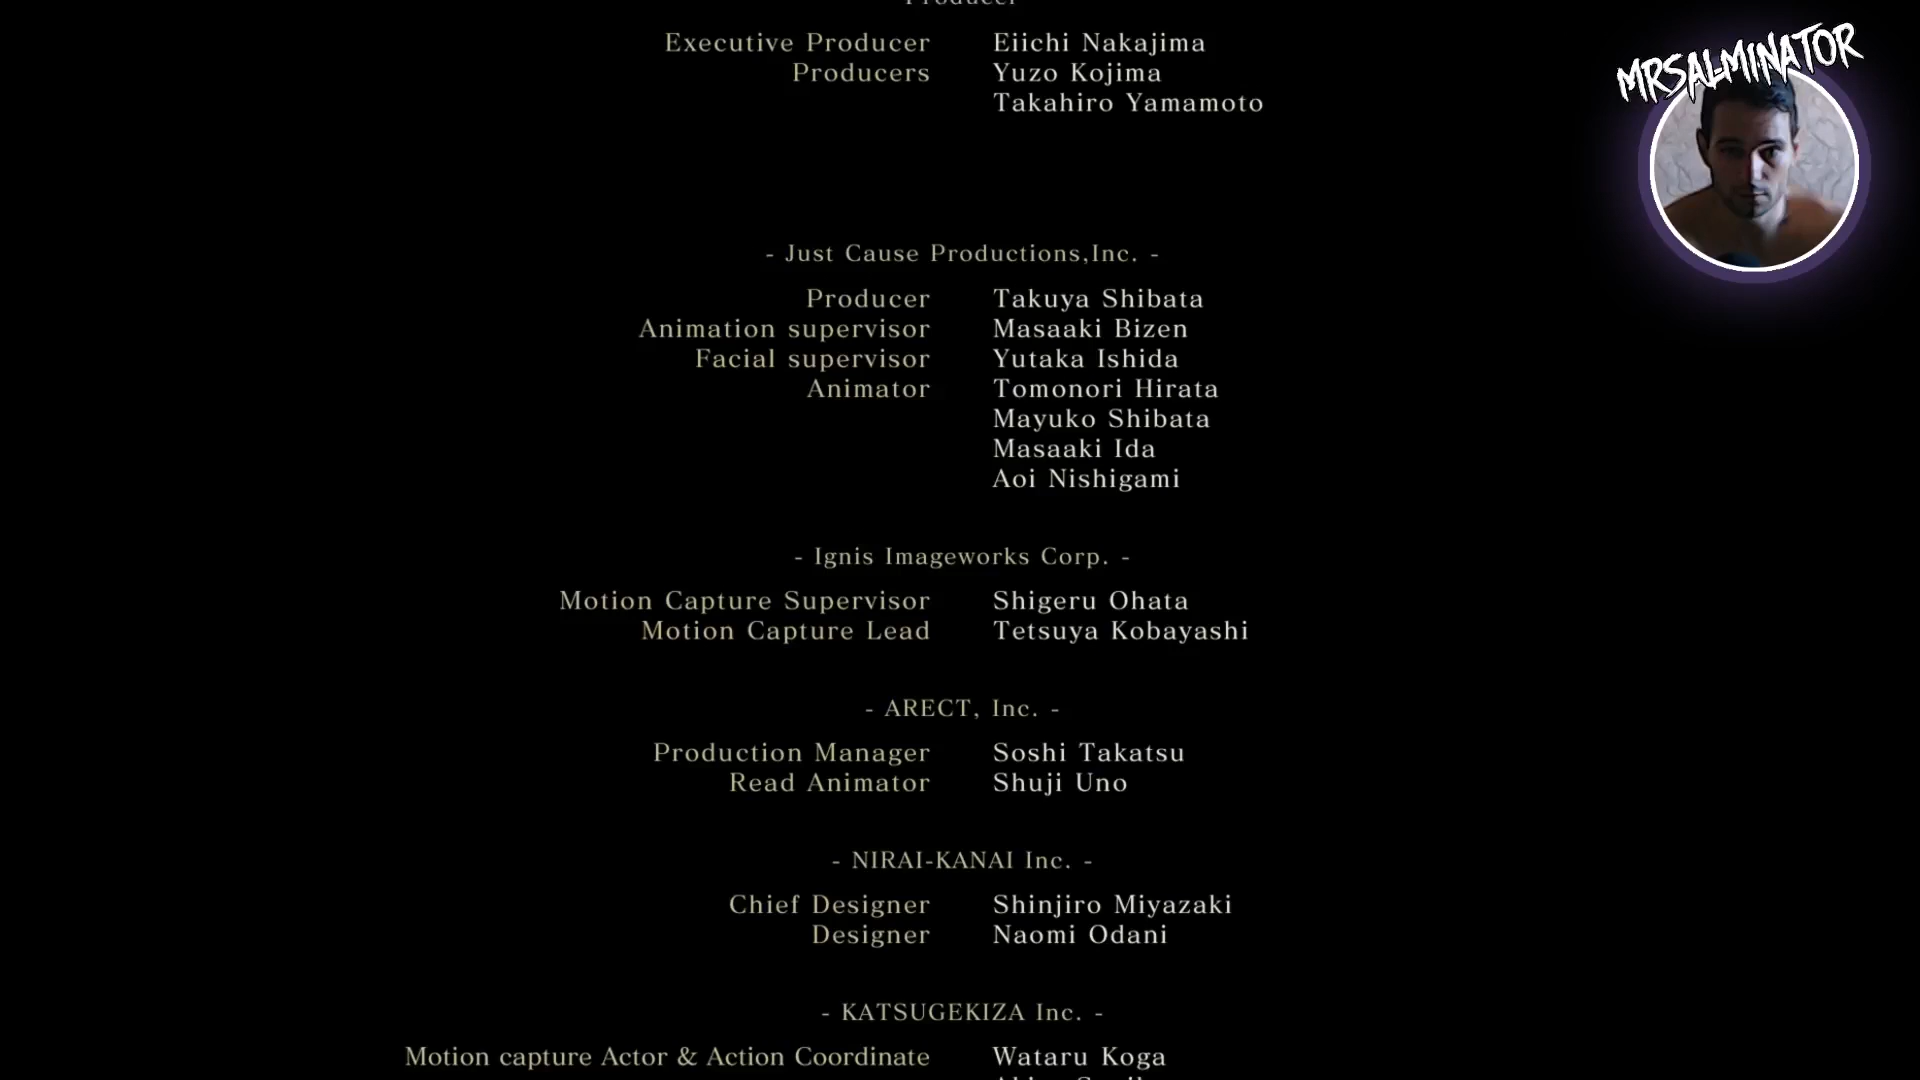 Producer
Executive Producer Eiichi Nakajima
Producers Yuzo Kojima
Takahiro Yamamoto
MRSALMINATOR
- Just Cause Productions,Inc. -
Producer Takuya Shibata
Animation supervisor Masaaki Bizen
Facial supervisor Yutaka Ishida
Animator Tomonori Hirata
Mayuko Shibata
Masaaki Ida
Aoi Nishigami
- Ignis Imageworks Corp. -
Motion Capture Supervisor Shigeru Ohata
Motion Capture Lead Tetsuya Kobayashi
- ARECT, Inc. -
Production Manager Soshi Takatsu
Read Animator Shuji Uno
- NIRAI-KANAI Inc. -
Chief Designer Shinjiro Miyazaki
Designer Naomi Odani
- KATSUGEKIZA Inc. -
Motion capture Actor & Action Coordinate Wataru Koga